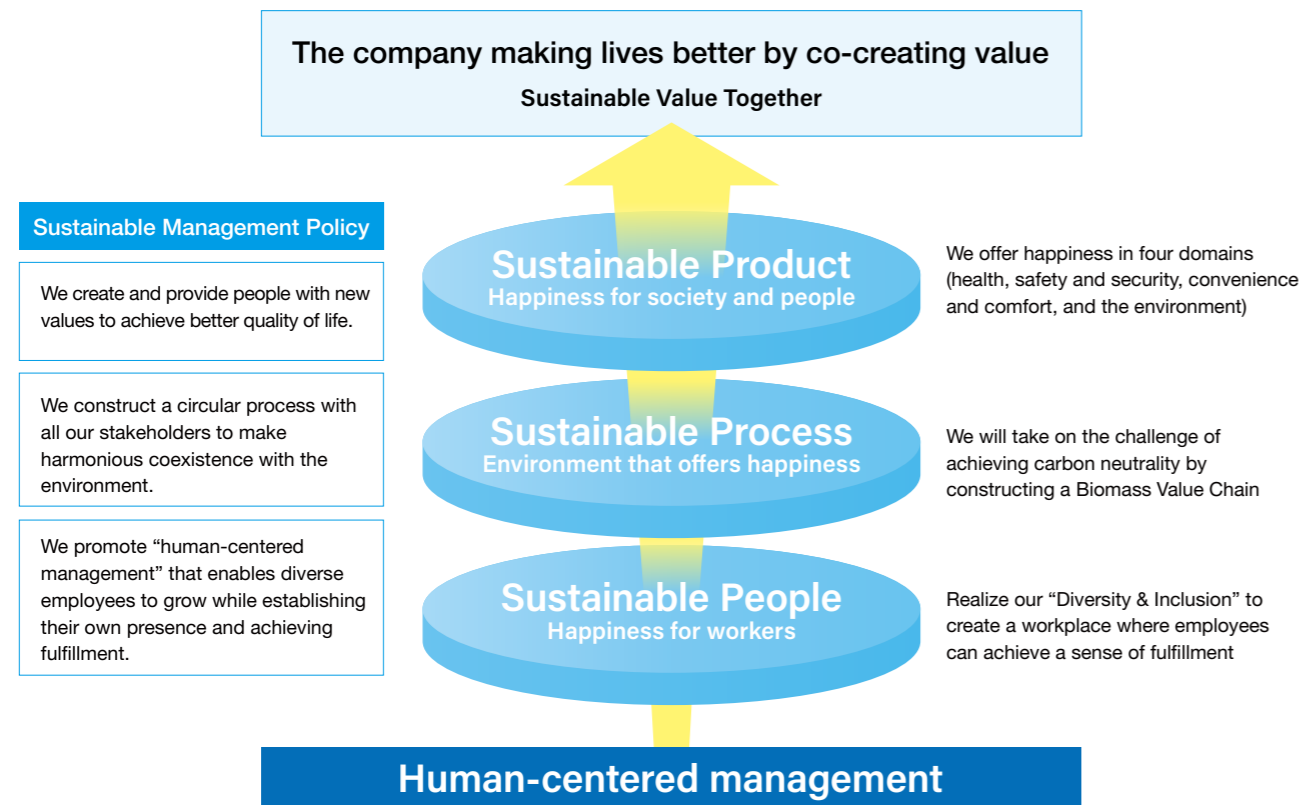 The company making lives better by co-creating value
Sustainable Value Together
Sustainable Management Policy
We create and provide people with new
values to achieve better quality of life.
Sustainable Product
Happiness for society and people
We offer happiness in four domains
(health, safety and security, convenience
and comfort, and the environment)
We construct a circular process with
all our stakeholders to make
harmonious coexistence with the
environment.
Sustainable Process
Environment that offers happiness
We will take on the challenge of
achieving carbon neutrality by
constructing a Biomass Value Chain
We promote “human-centered
management” that enables diverse
employees to grow while establishing
their own presence and achieving
fulfillment.
Sustainable People
Happiness for workers
Realize our “Diversity & Inclusion” to
create a workplace where employees
can achieve a sense of fulfillment
Human-centered management